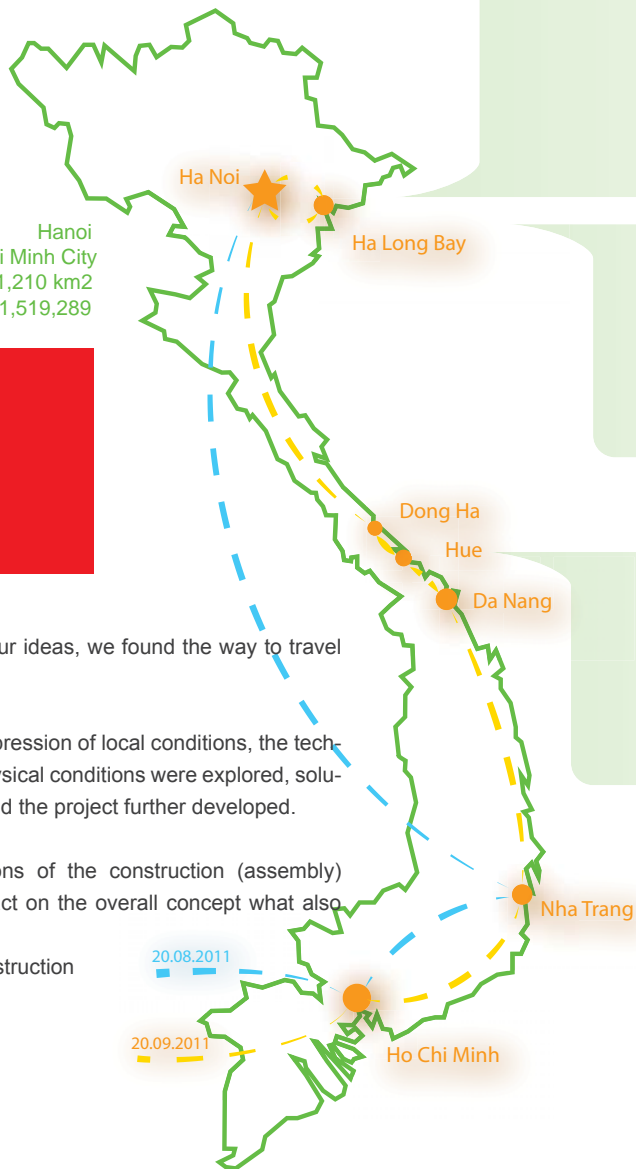 Ha Noi
Ha Long Bay
Hanoi
i Minh City
1,210 km2
1,519,289
Dong Ha
Hue
Da Nang
ur ideas, we found the way to travel
pression of local conditions, the tech-
ysical conditions were explored, solu-
d the project further developed.
ons of the construction (assembly)
ct on the overall concept what also
Nha Trang
struction
20.08.2011
20.09.2011
Ho Chi Minh